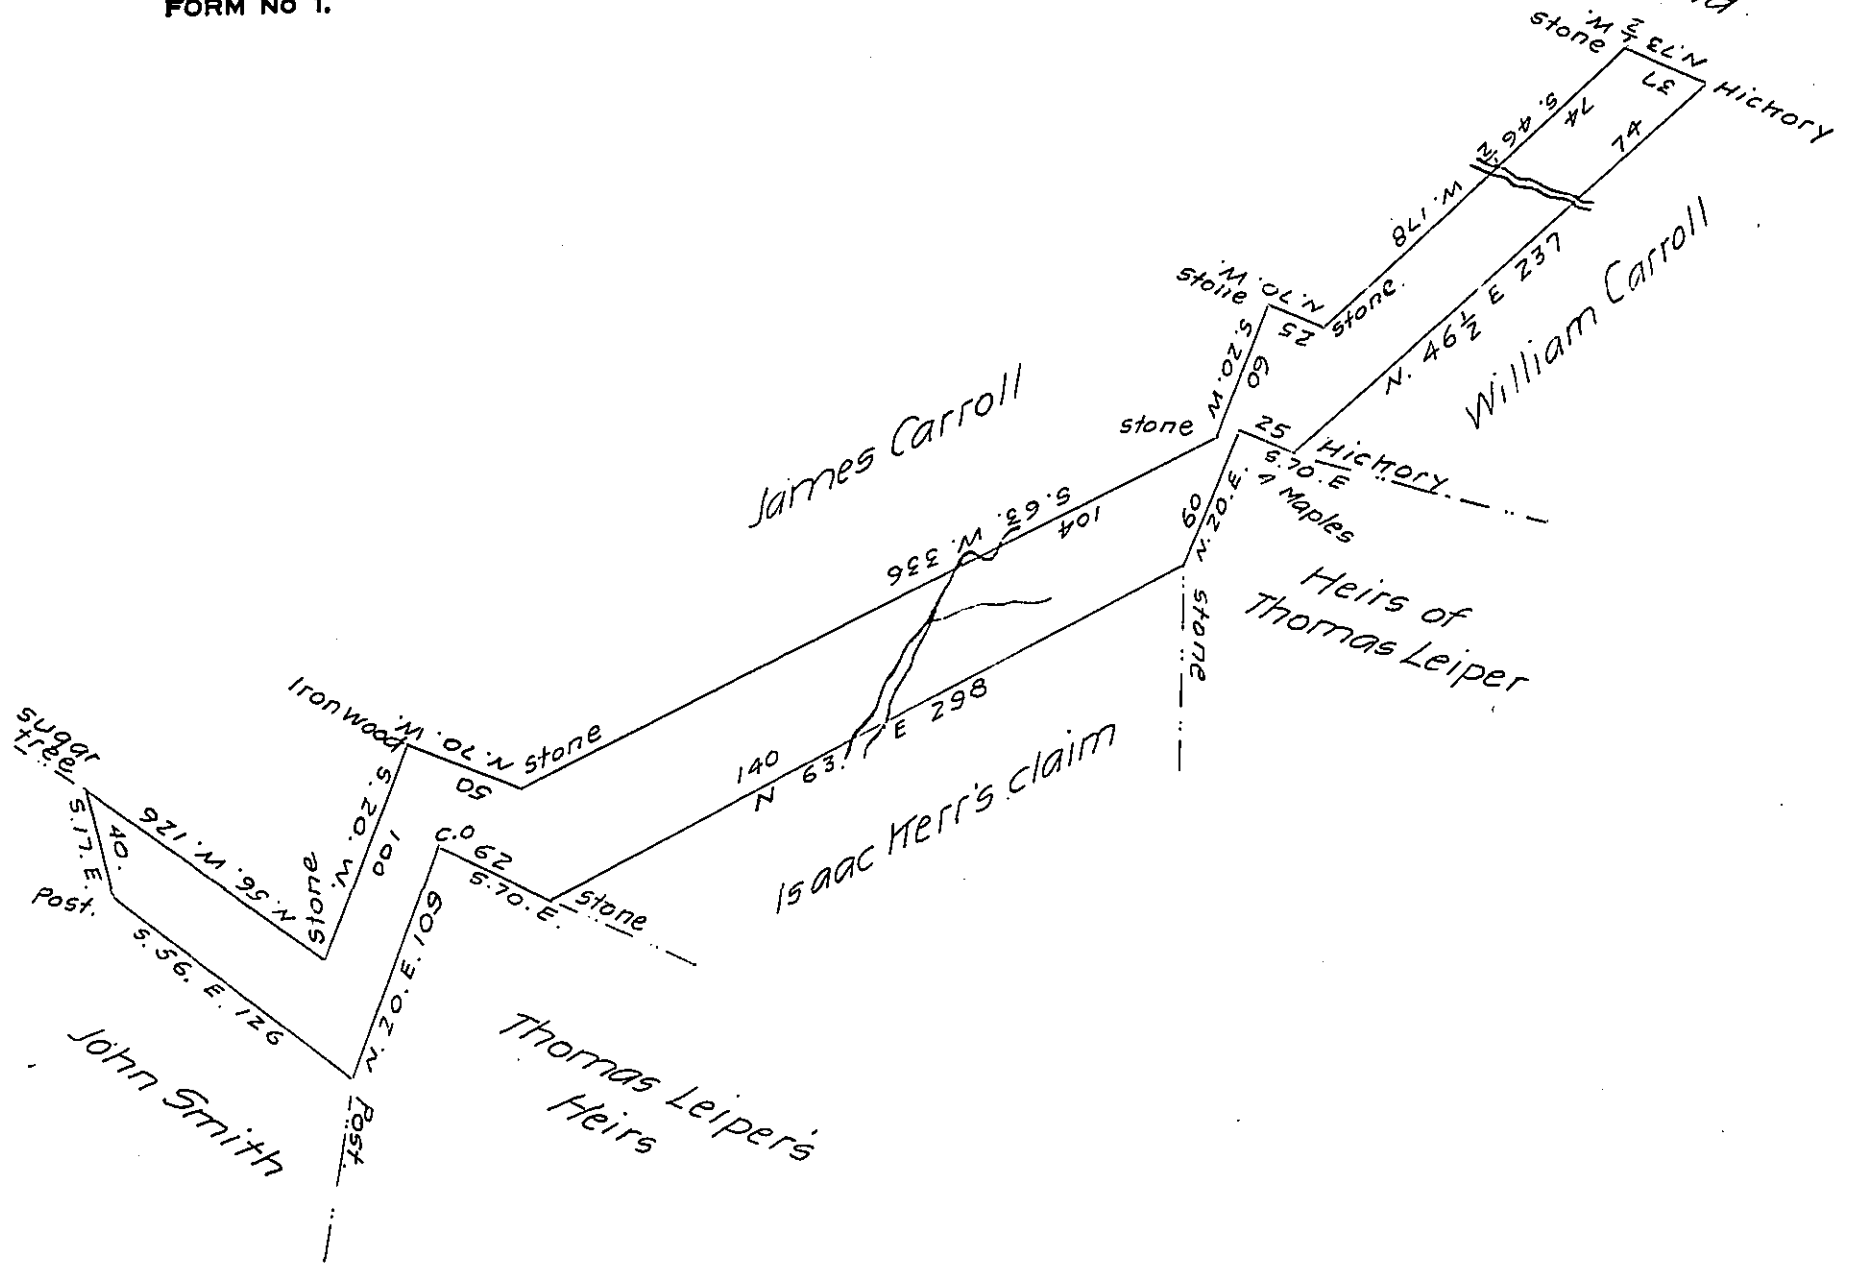 FORM NO 1.
stone
N. 73 1/2 W.
37
Hickory
S. 46 1/2 W. 178
74
74
N. 46 1/2 E 237
William Carroll
stone
N. 70. W.
25
stone.
S. 20. W
60
stone
25
S. 70. E
Hickory.
7 Maples
60
N. 20. E.
James Carroll
S. 63. W. 336
104
stone
Heirs of
Thomas Leiper
140
N 63. E 298
Isaac Kerr's claim
Ironwood
N. 70. W.
50
stone
sugar
tree
S. 17. E.
40.
post.
N. 56. W. 126
stone
S. 20. W.
100
C.O
62
S. 70. E.
stone
N. 20. E. 109
S. 56. E. 126
Post.
John Smith
Thomas Leiper's
Heirs